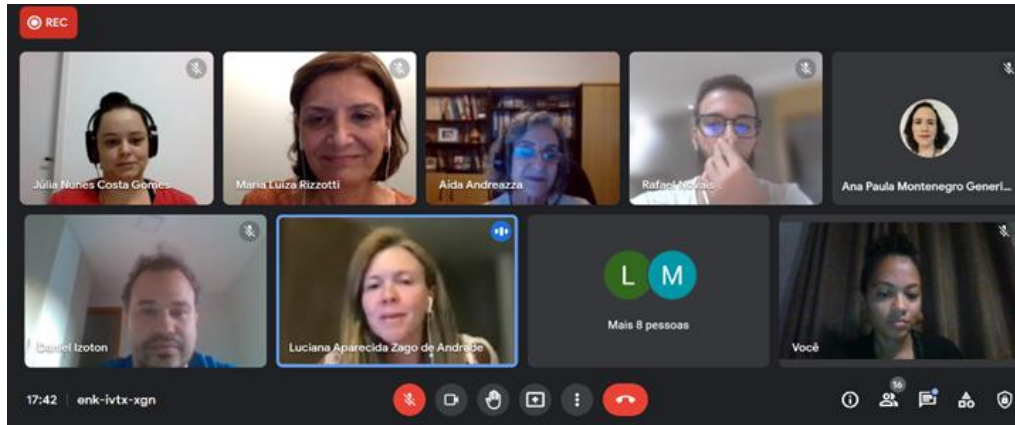 REC
Júlia Nunes Costa Gomes
Maria Luiza Rizzotti
Aida Andreazza
Rafael Novais
Ana Paula Montenegro Generi...
Daniel Izoton
Luciana Aparecida Zago de Andrade
L M
Mais 8 pessoas
Você
17:42 enk-ivtx-xgn
16